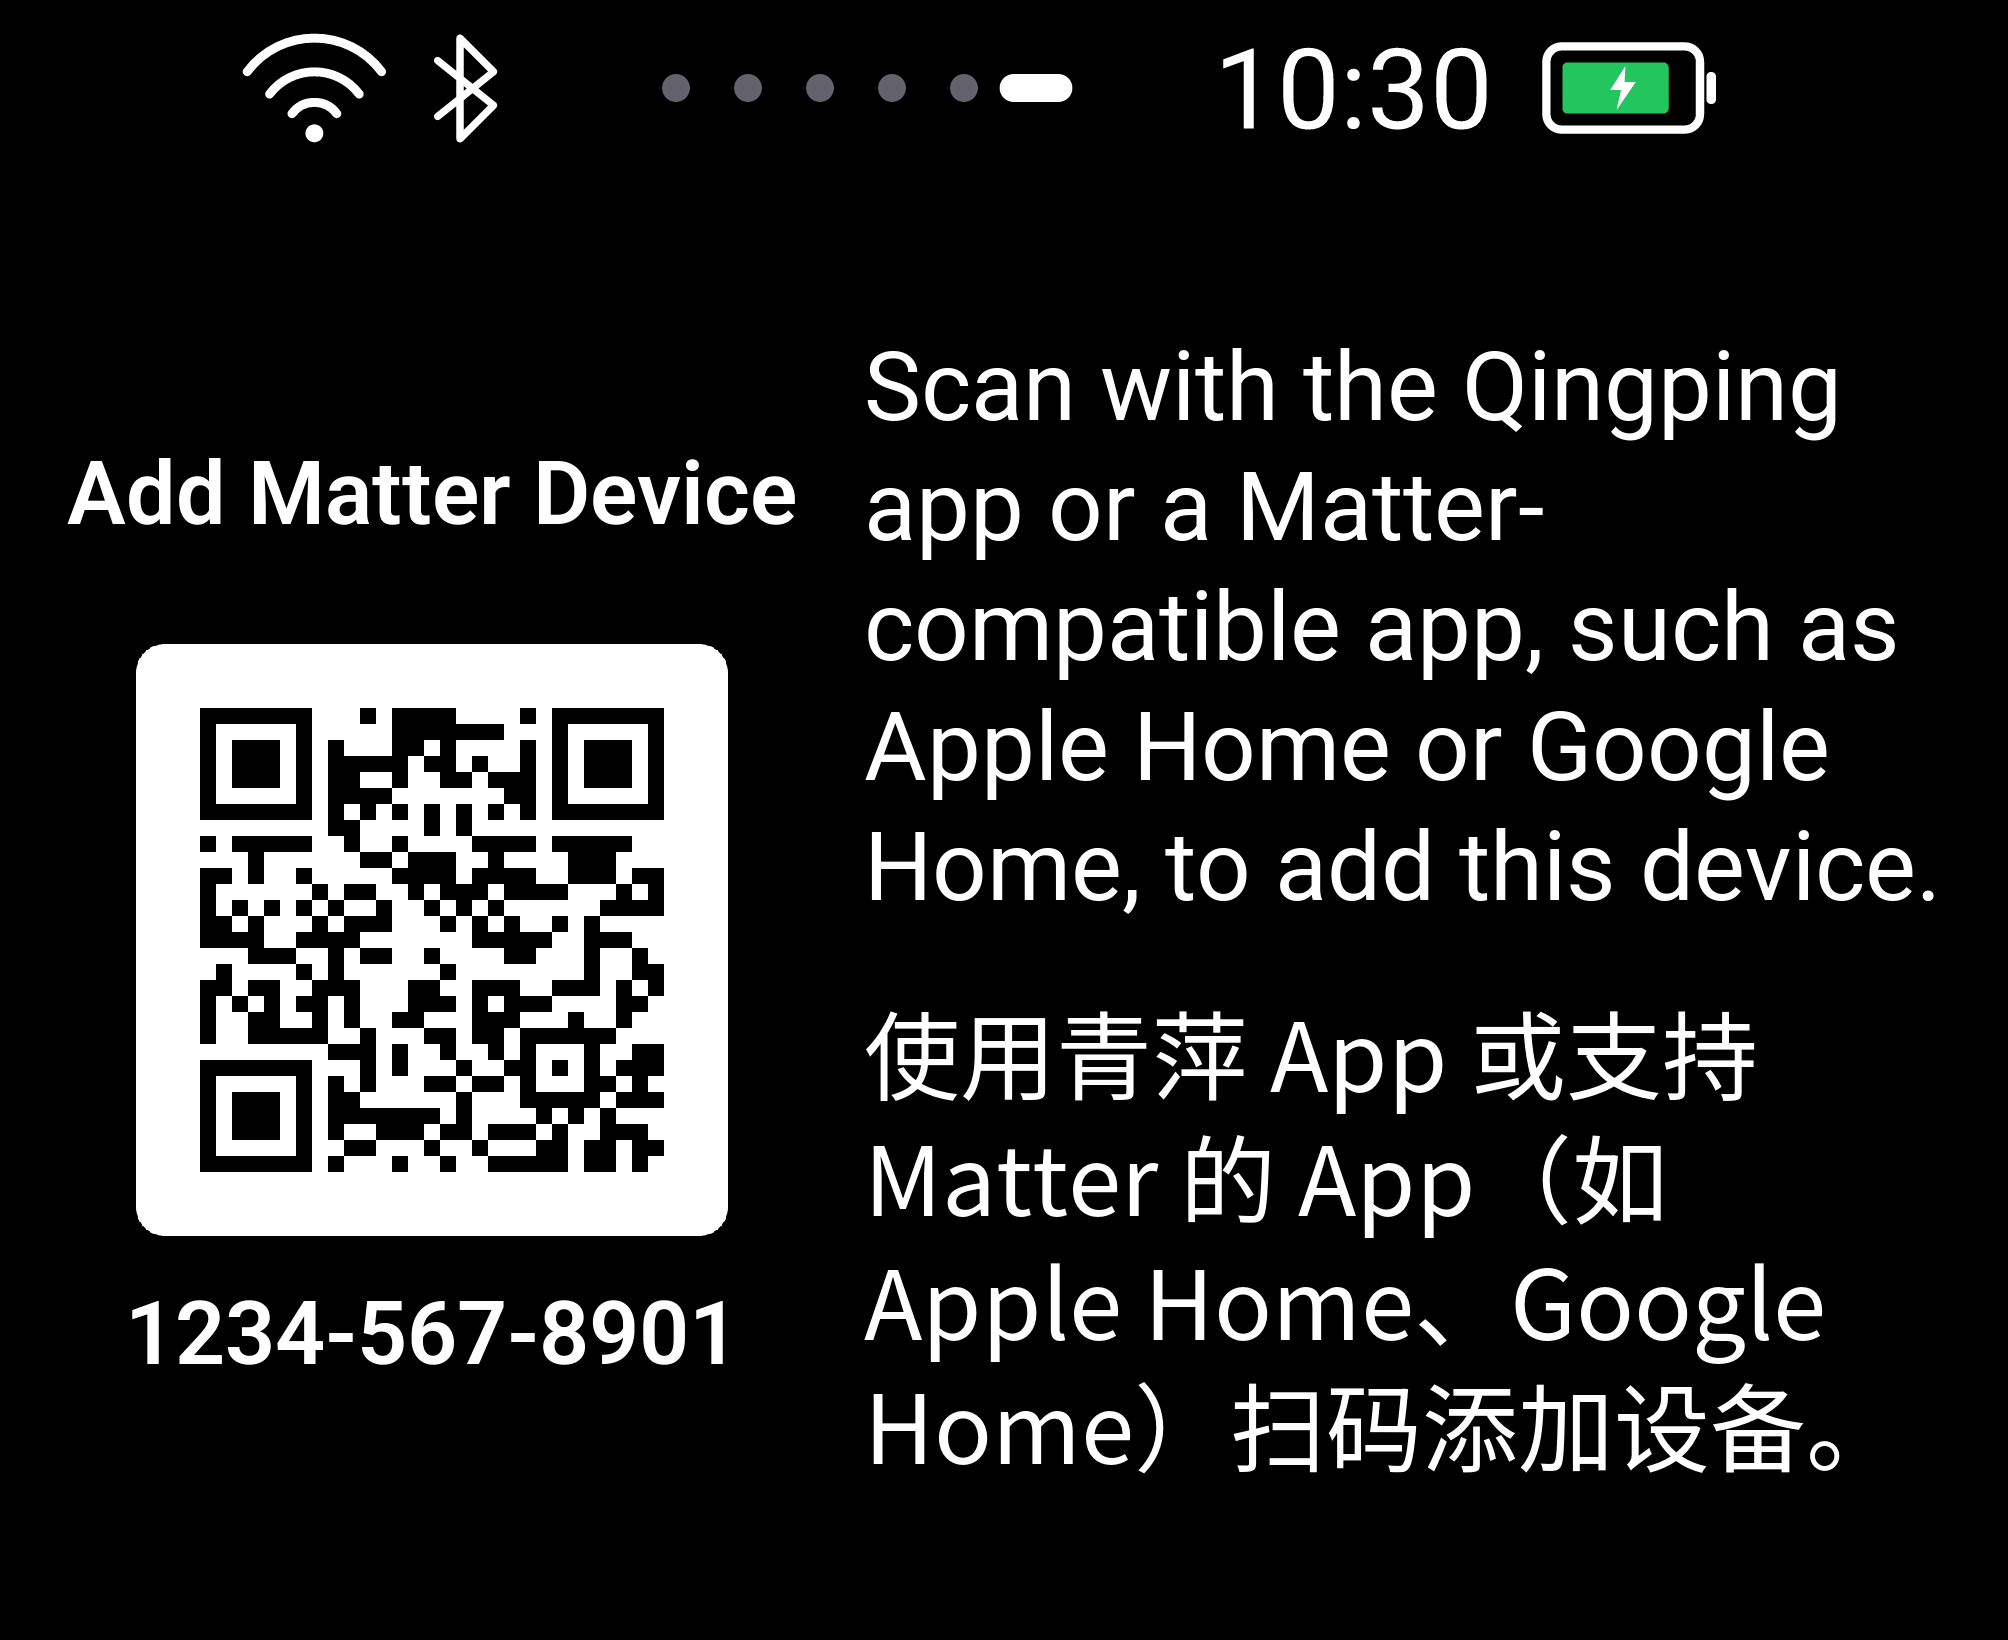 10:30
Add Matter Device
1234-567-8901
Scan with the Qingping
app or a Matter-
compatible app, such as
Apple Home or Google
Home, to add this device.
使用青萍 App 或支持
Matter 的 App（如
Apple Home、Google
Home）扫码添加设备。